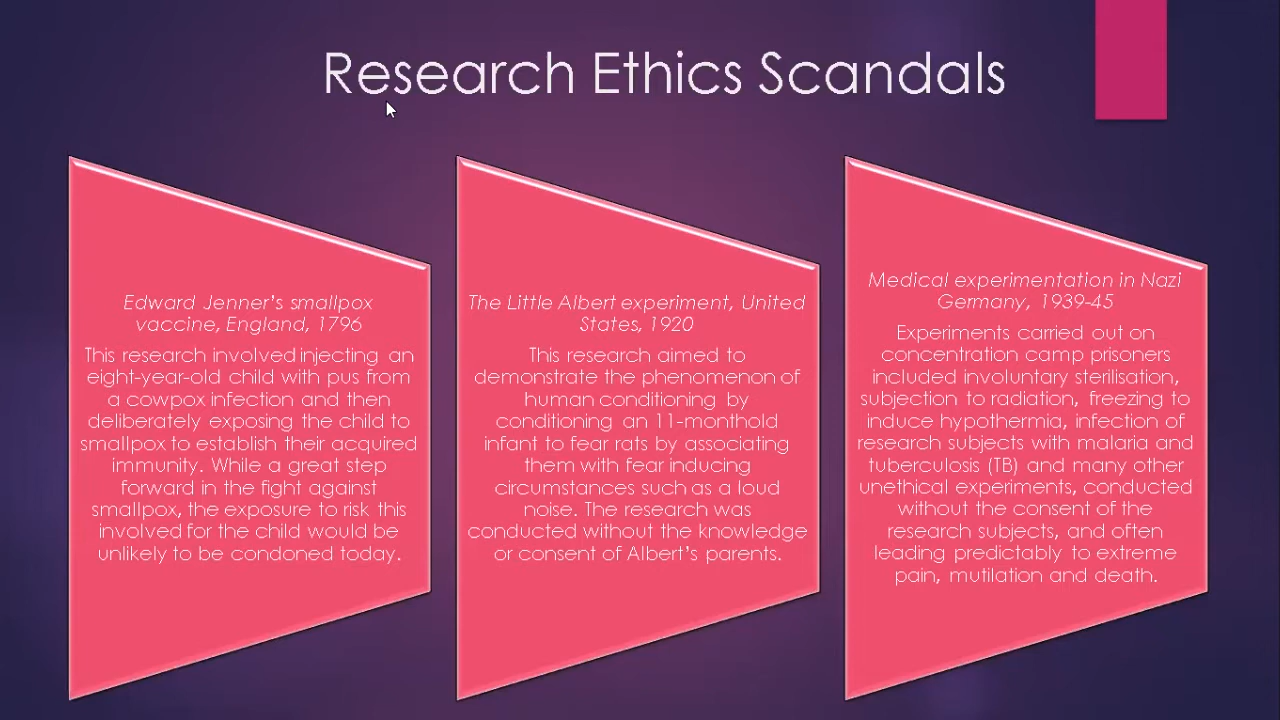 Research Ethics Scandals
Edward Jenner's smallpox
vaccine, England, 1796
This research involved injecting an
eight-year-old child with pus from
a cowpox infection and then
deliberately exposing the child to
smallpox to establish their acquired
immunity. While a great step
forward in the fight against
smallpox, the exposure to risk this
involved for the child would be
unlikely to be condoned today.
The Little Albert experiment, United
States, 1920
This research aimed to
demonstrate the phenomenon of
human conditioning by
conditioning an 11-monthold
infant to fear rats by associating
them with fear inducing
circumstances such as a loud
noise. The research was
conducted without the knowledge
or consent of Albert's parents.
Medical experimentation in Nazi
Germany, 1939-45
Experiments carried out on
concentration camp prisoners
included involuntary sterilisation,
subjection to radiation, freezing to
induce hypothermia, infection of
research subjects with malaria and
tuberculosis (TB) and many other
unethical experiments, conducted
without the consent of the
research subjects, and often
leading predictably to extreme
pain, mutilation and death.